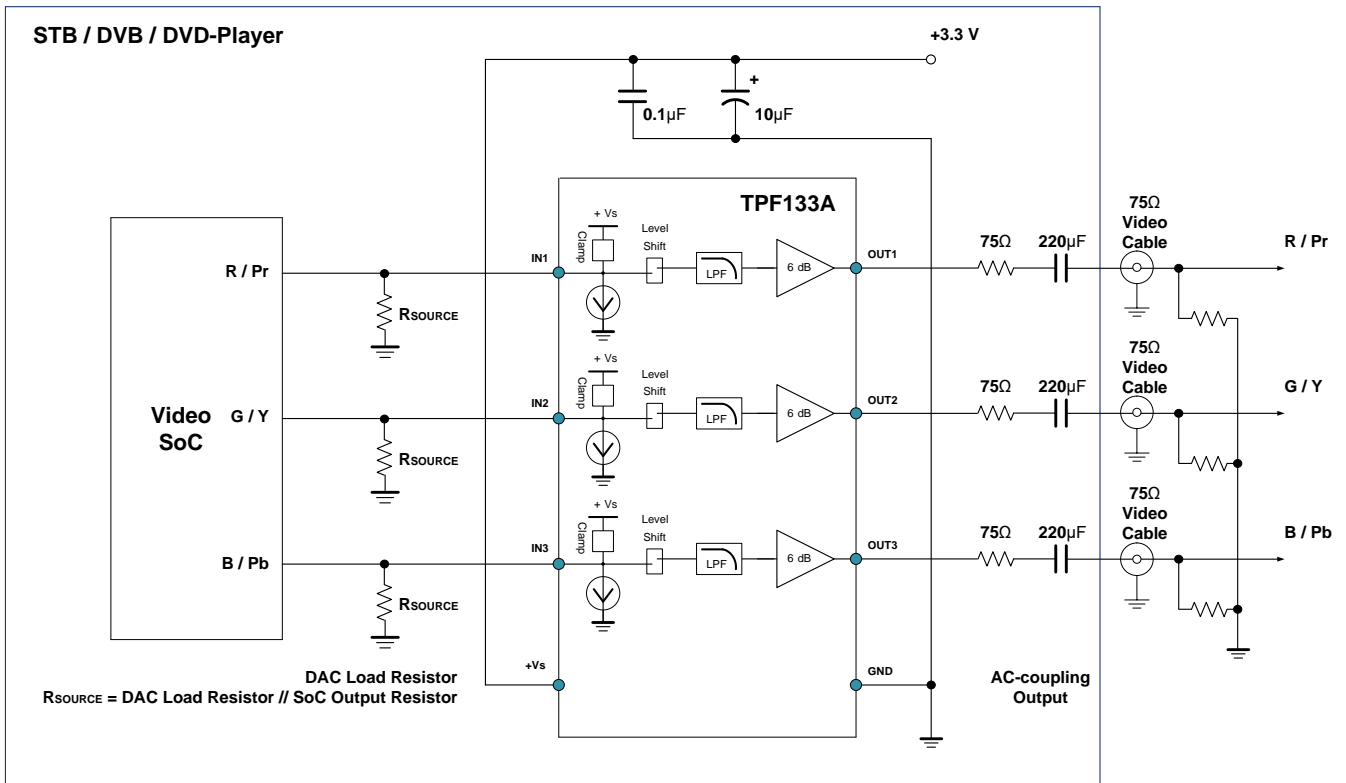 STB / DVB / DVD-Player
+3.3 V
+
0.1µF
10µF
TPF133A
Video
SoC
R / Pr
G / Y
B / Pb
RSOURCE
RSOURCE
RSOURCE
IN1
+ Vs
Clamp
Level
Shift
LPF
6 dB
OUT1
75Ω
220µF
75Ω
Video
Cable
R / Pr
IN2
+ Vs
Clamp
Level
Shift
LPF
6 dB
OUT2
75Ω
220µF
75Ω
Video
Cable
G / Y
IN3
+ Vs
Clamp
Level
Shift
LPF
6 dB
OUT3
75Ω
220µF
75Ω
Video
Cable
B / Pb
+Vs
GND
DAC Load Resistor
RSOURCE = DAC Load Resistor // SoC Output Resistor
AC-coupling
Output